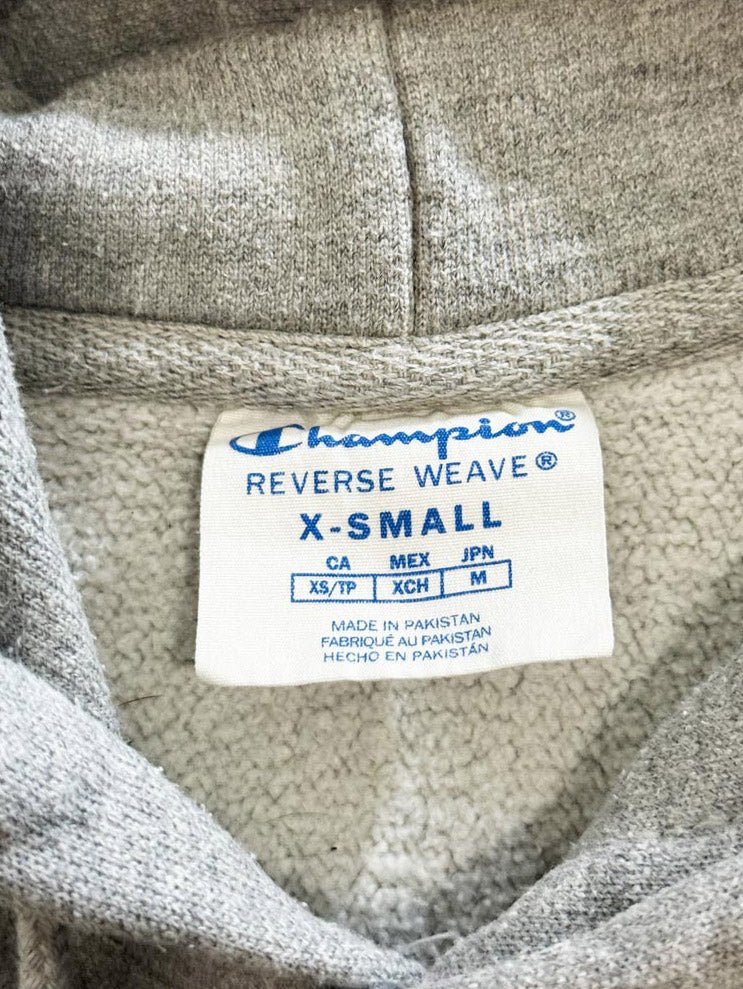 Champion®
REVERSE WEAVE®
X-SMALL
CA MEX JPN
XS/TP XCH M
MADE IN PAKISTAN
FABRIQUÉ AU PAKISTAN
HECHO EN PAKISTÁN